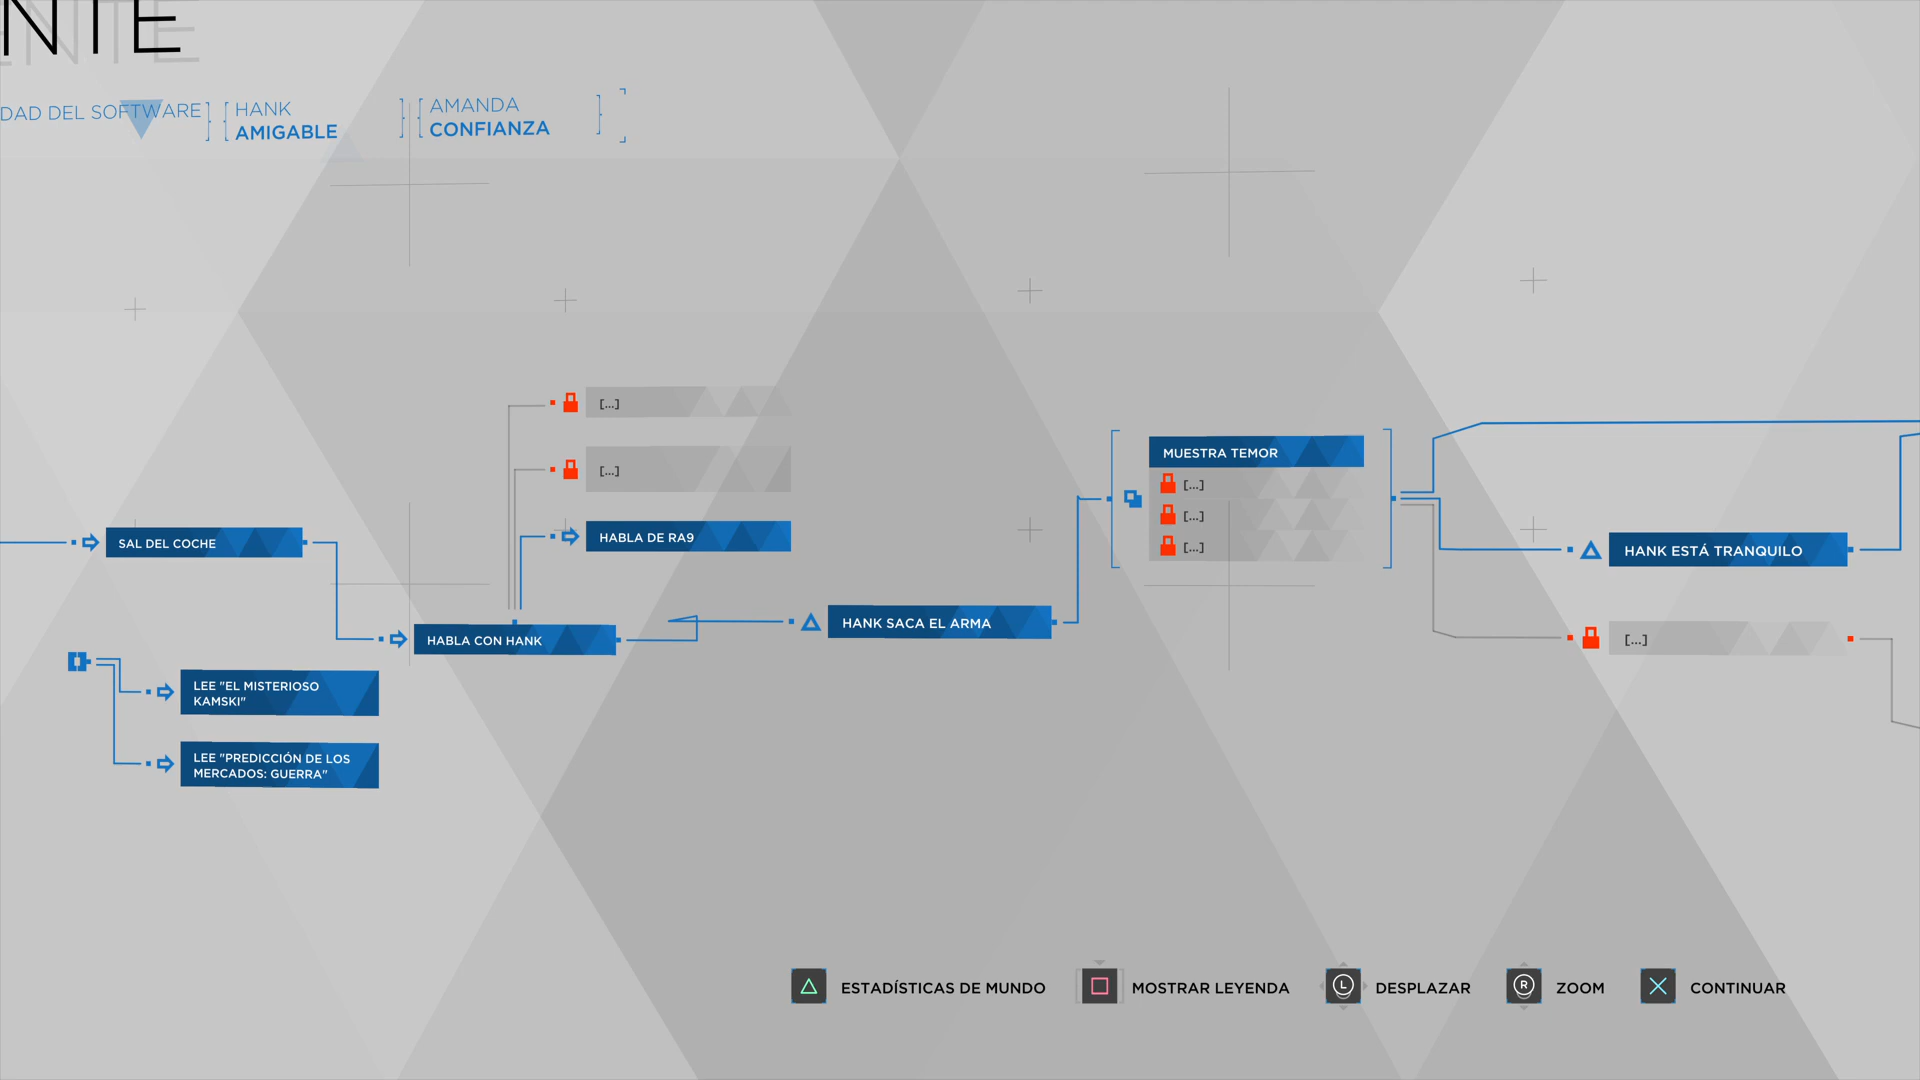 NTE
DAD DEL SOFTWARE
HANK
AMIGABLE
AMANDA
CONFIANZA
[...]
[...]
HABLA DE RA9
SAL DEL COCHE
HABLA CON HANK
LEE "EL MISTERIOSO
KAMSKI"
LEE "PREDICCIÓN DE LOS
MERCADOS: GUERRA"
HANK SACA EL ARMA
MUESTRA TEMOR
[...]
[...]
[...]
HANK ESTÁ TRANQUILO
[...]
ESTADÍSTICAS DE MUNDO
MOSTRAR LEYENDA
L
DESPLAZAR
R
ZOOM
CONTINUAR